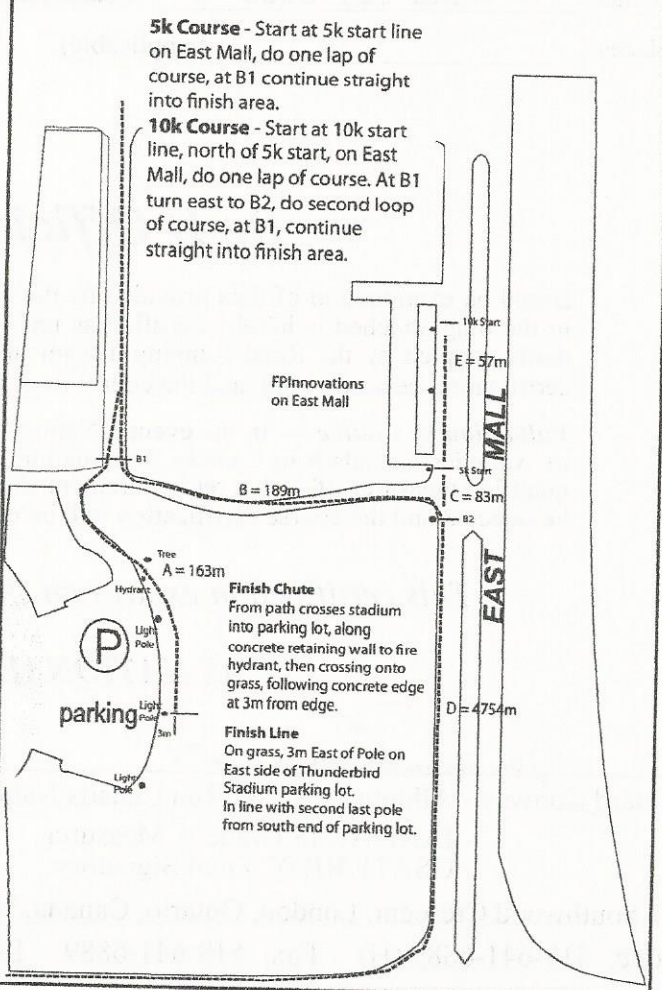 5k Course - Start at 5k start line
on East Mall, do one lap of
course, at B1 continue straight
into finish area.
10k Course - Start at 10k start
line, north of 5k start, on East
Mall, do one lap of course. At B1
turn east to B2, do second loop
of course, at B1, continue
straight into finish area.
10k Start
E = 57m
FPInnovations
on East Mall
MALL
B1
5k Start
B = 189m
C = 83m
B2
Tree
A = 163m
EAST
Hydrant
Finish Chute
From path crosses stadium
into parking lot, along
concrete retaining wall to fire
hydrant, then crossing onto
grass, following concrete edge
at 3m from edge.
Light
Pole
P
parking
Light
Pole
3m
D = 4754m
Finish Line
On grass, 3m East of Pole on
East side of Thunderbird
Stadium parking lot.
In line with second last pole
from south end of parking lot.
Light
Pole